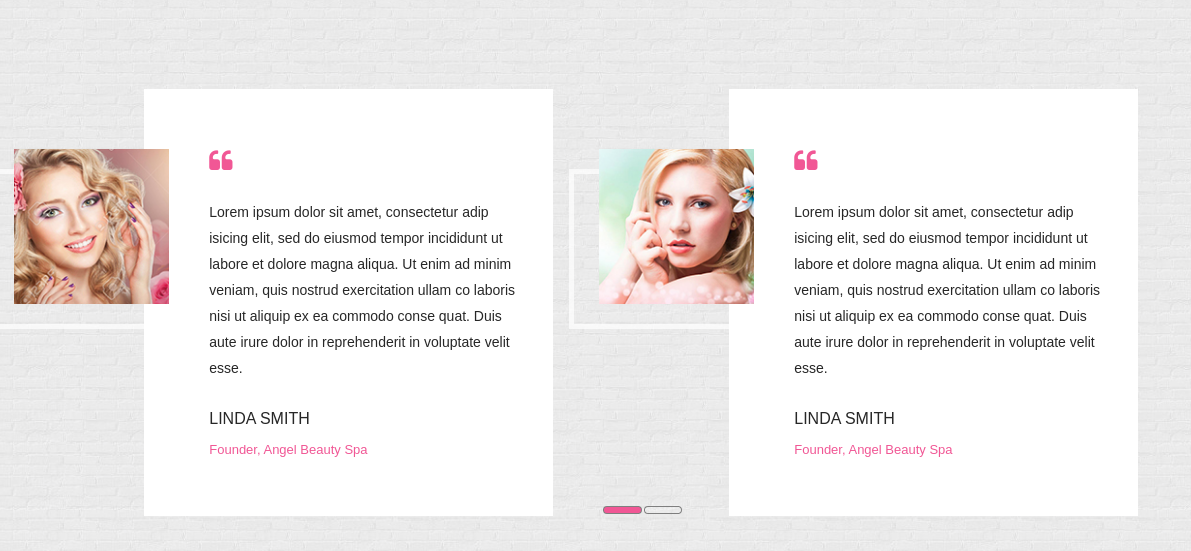 Lorem ipsum dolor sit amet, consectetur adip
isicing elit, sed do eiusmod tempor incididunt ut
labore et dolore magna aliqua. Ut enim ad minim
veniam, quis nostrud exercitation ullam co laboris
nisi ut aliquip ex ea commodo conse quat. Duis
aute irure dolor in reprehenderit in voluptate velit
esse.
LINDA SMITH
Founder, Angel Beauty Spa
Lorem ipsum dolor sit amet, consectetur adip
isicing elit, sed do eiusmod tempor incididunt ut
labore et dolore magna aliqua. Ut enim ad minim
veniam, quis nostrud exercitation ullam co laboris
nisi ut aliquip ex ea commodo conse quat. Duis
aute irure dolor in reprehenderit in voluptate velit
esse.
LINDA SMITH
Founder, Angel Beauty Spa